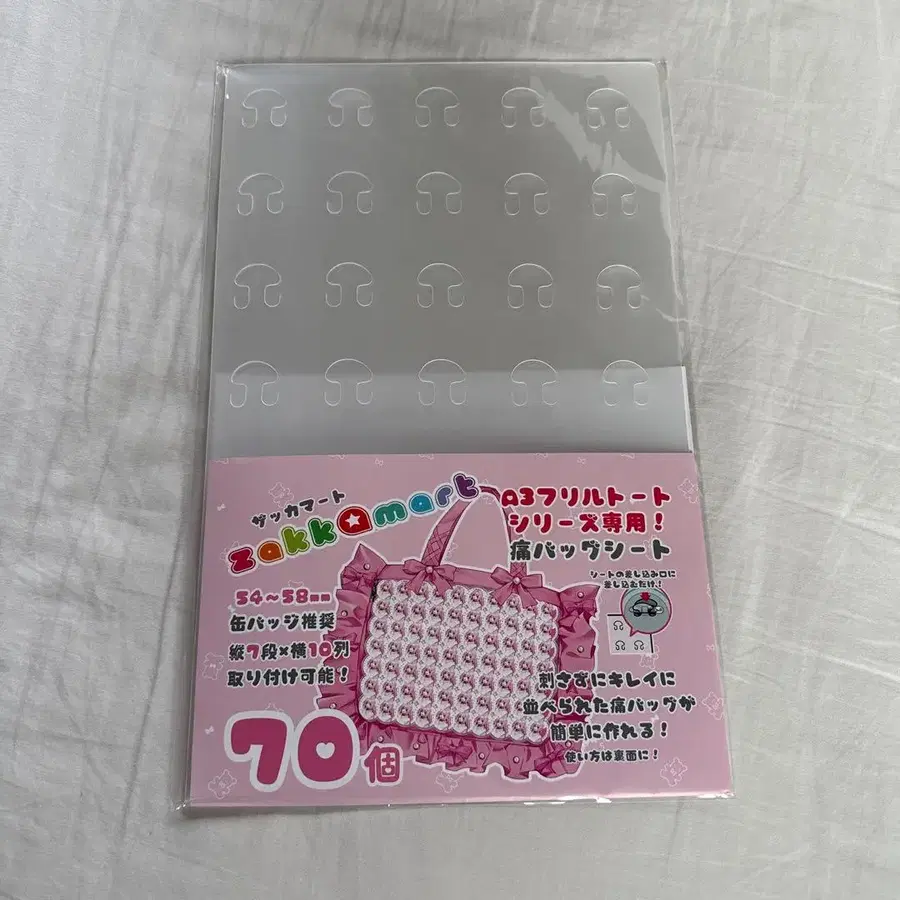 ザッカマート
zakkamart
A3フリルトート
シリーズ専用！
痛バッグシート
シートの差し込み口に
差し込むだけ！
54～58mm
缶バッジ推奨
縦7段×横10列
取り付け可能！
70個
刺さずにキレイに
並べられた痛バッグが
簡単に作れる！
使い方は裏面に！